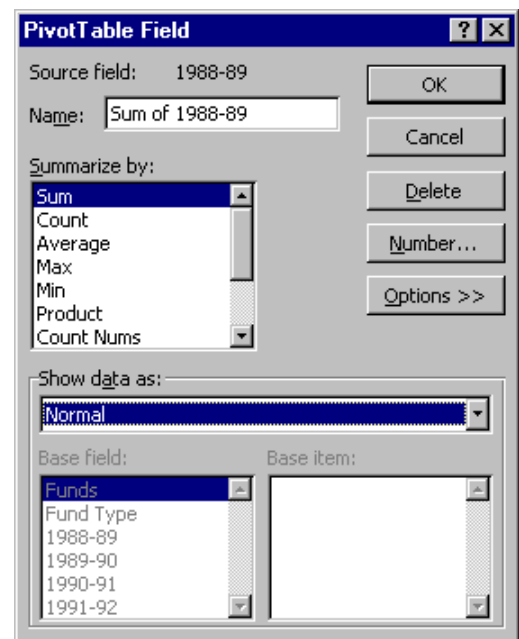 PivotTable Field
Source field: 1988-89
Name: Sum of 1988-89
Summarize by:
Sum
Count
Average
Max
Min
Product
Count Nums
OK
Cancel
Delete
Number...
Options >>
Show data as:
Normal
Base field:
Funds
Fund Type
1988-89
1989-90
1990-91
1991-92
Base item: